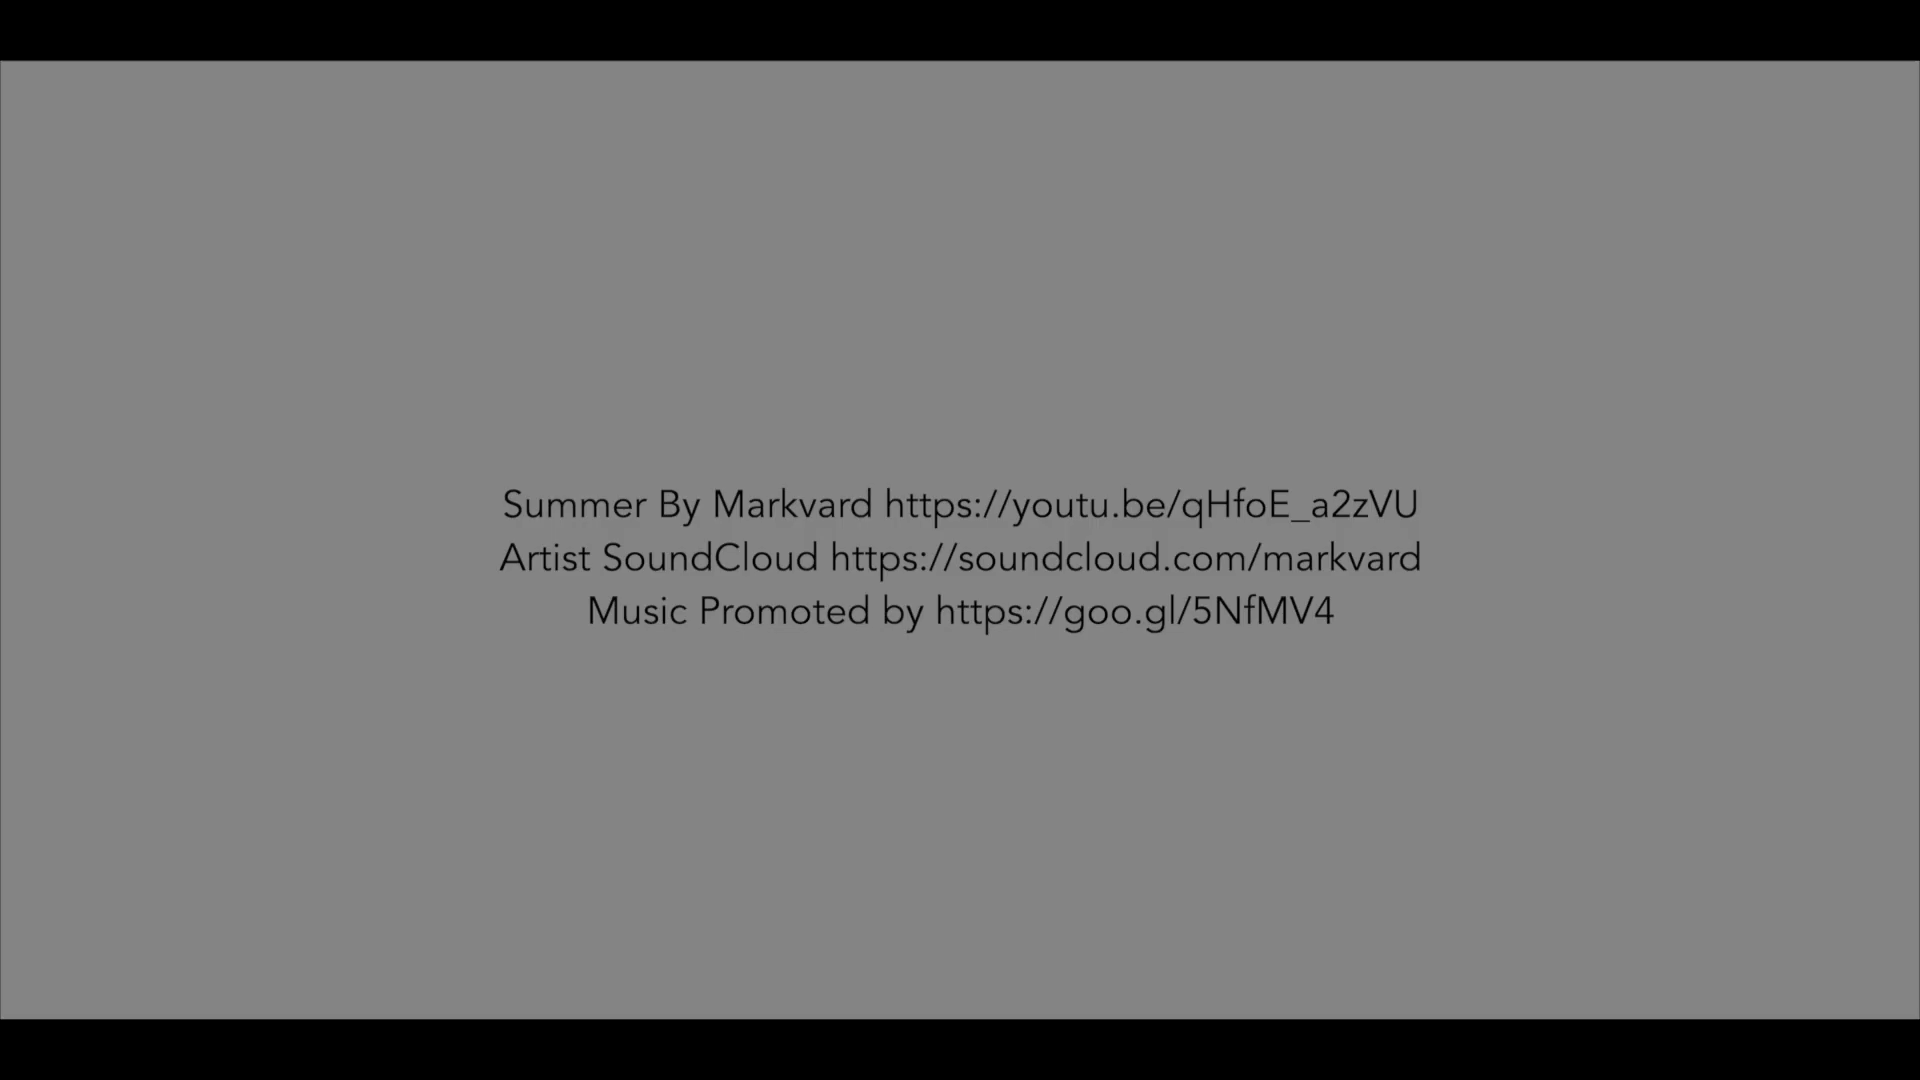 Summer By Markvard https://youtu.be/qHfoE_a2zVU
Artist SoundCloud https://soundcloud.com/markvard
Music Promoted by https://goo.gl/5NfMV4